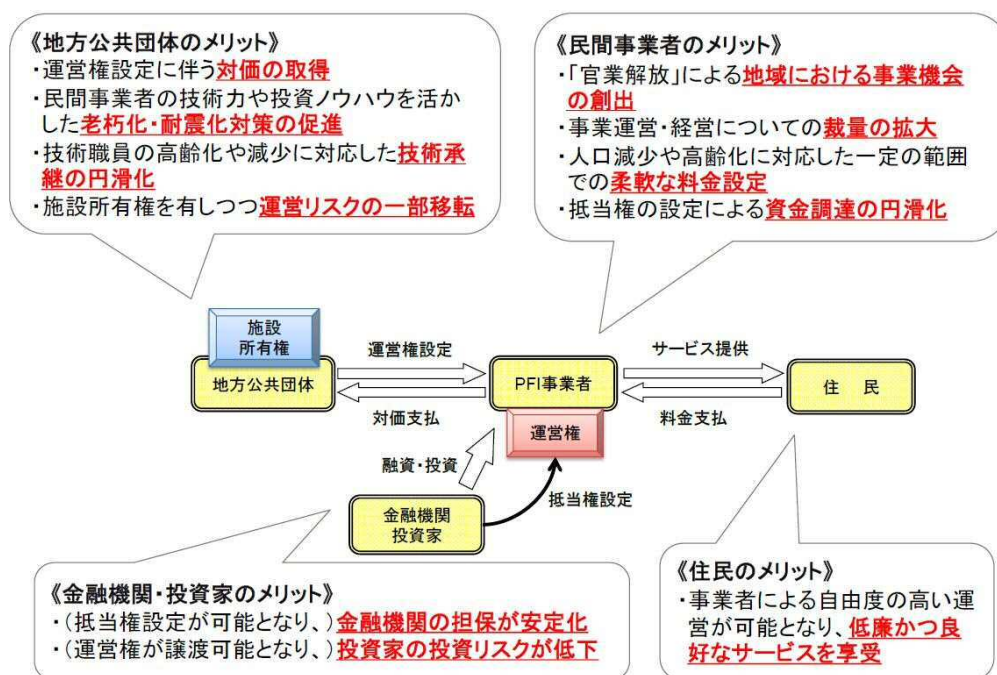 《地方公共団体のメリット》
・運営権設定に伴う対価の取得
・民間事業者の技術力や投資ノウハウを活か
した老朽化・耐震化対策の促進
・技術職員の高齢化や減少に対応した技術承
継の円滑化
・施設所有権を有しつつ運営リスクの一部移転
《民間事業者のメリット》
・「官業解放」による地域における事業機会
の創出
・事業運営・経営についての裁量の拡大
・人口減少や高齢化に対応した一定の範囲
での柔軟な料金設定
・抵当権の設定による資金調達の円滑化
施設
所有権
地方公共団体
運営権設定
対価支払
PFI事業者
運営権
サービス提供
料金支払
住 民
融資・投資
抵当権設定
金融機関
投資家
《金融機関・投資家のメリット》
・(抵当権設定が可能となり、)金融機関の担保が安定化
・(運営権が譲渡可能となり、)投資家の投資リスクが低下
《住民のメリット》
・事業者による自由度の高い運
営が可能となり、低廉かつ良
好なサービスを享受